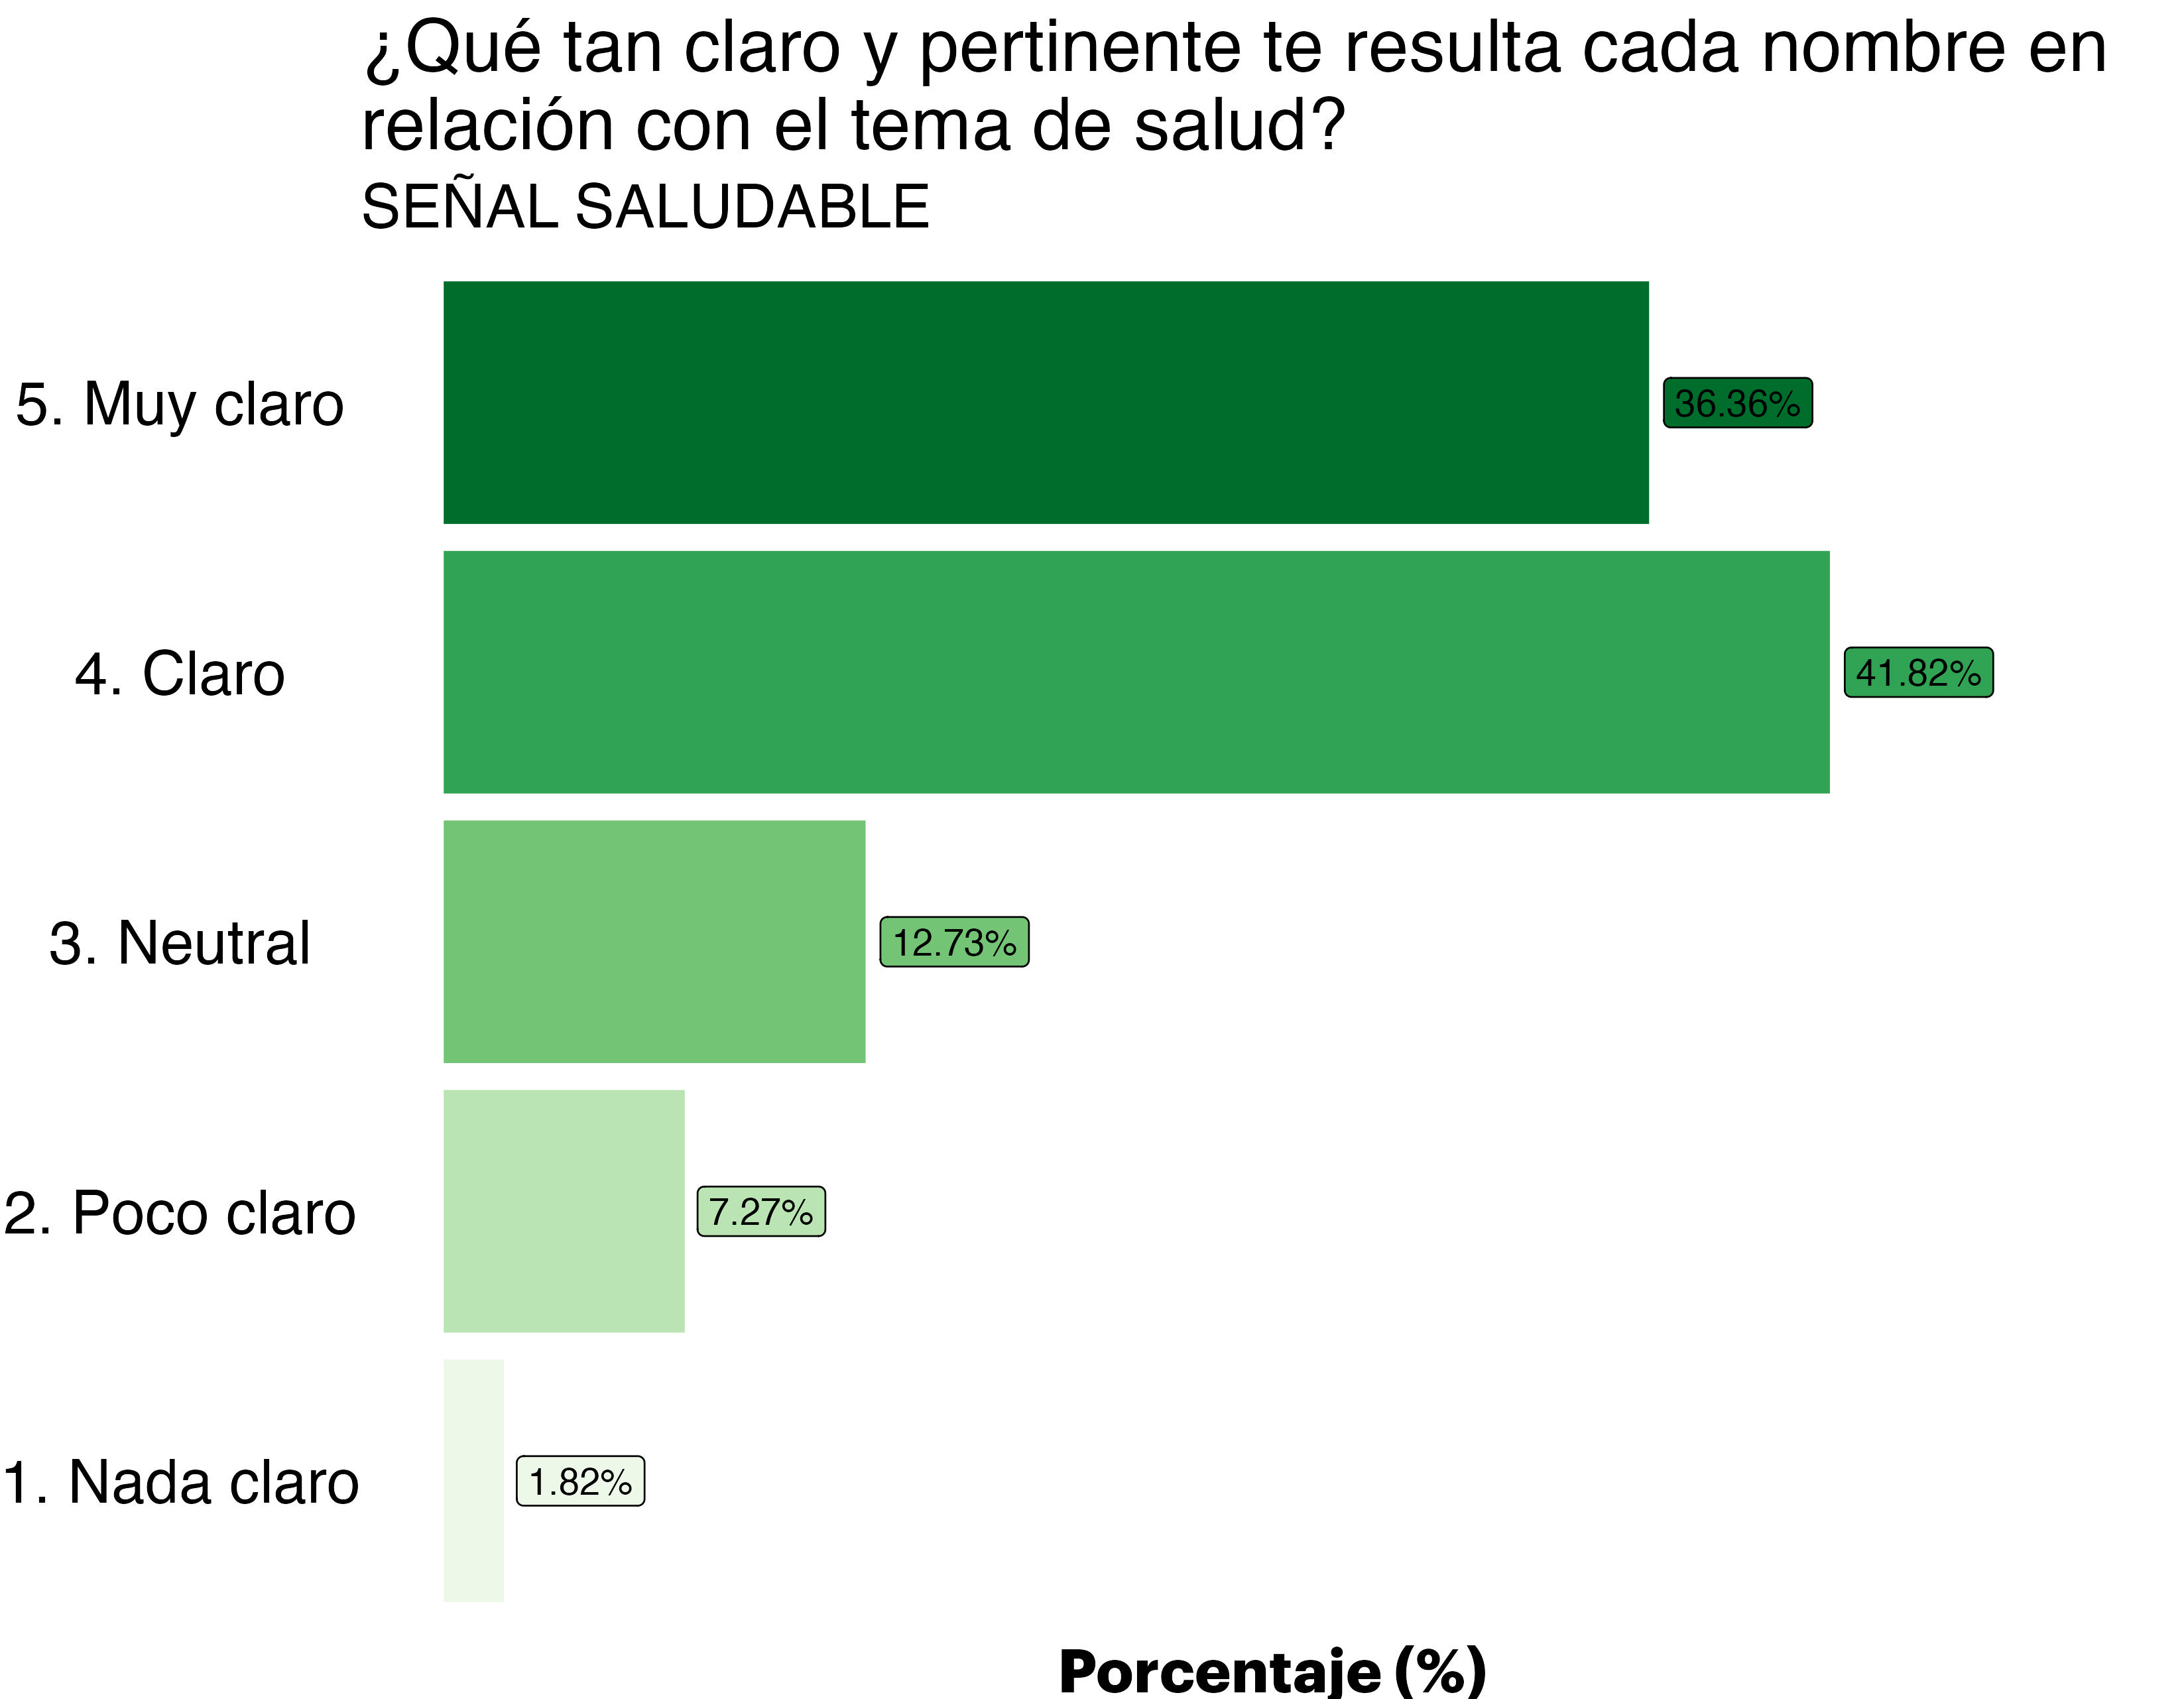 ¿Qué tan claro y pertinente te resulta cada nombre en
relación con el tema de salud?
SEÑAL SALUDABLE
5. Muy claro
36.36%
4. Claro
41.82%
3. Neutral
12.73%
2. Poco claro
7.27%
1. Nada claro
1.82%
Porcentaje (%)